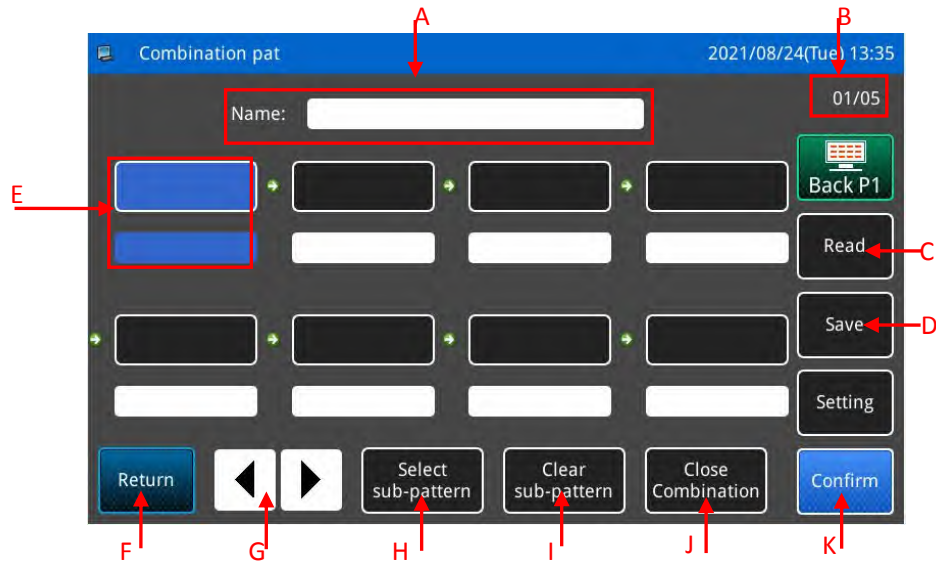 A
B
Combination pat
2021/08/24(Tue) 13:35
01/05
Name:
Back P1
E
Read
C
Save
D
Setting
Return
Select
sub-pattern
Clear
sub-pattern
Close
Combination
Confirm
F
G
H
I
J
K